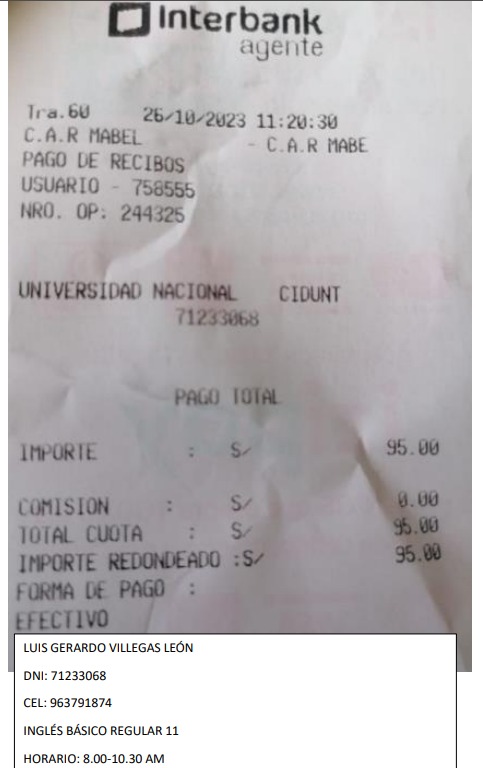 Interbank
agente
Tra.60 26/10/2023 11:20:30
C.A.R MABEL - C.A.R MABE
PAGO DE RECIBOS
USUARIO - 758555
NRO. OP: 244325
UNIVERSIDAD NACIONAL CIDUNT
71233068
PAGO TOTAL
IMPORTE : S/ 95.00
COMISION : S/ 0.00
TOTAL CUOTA : S/ 95.00
IMPORTE REDONDEADO :S/ 95.00
FORMA DE PAGO :
EFECTIVO
LUIS GERARDO VILLEGAS LEÓN
DNI: 71233068
CEL: 963791874
INGLÉS BÁSICO REGULAR 11
HORARIO: 8.00-10.30 AM